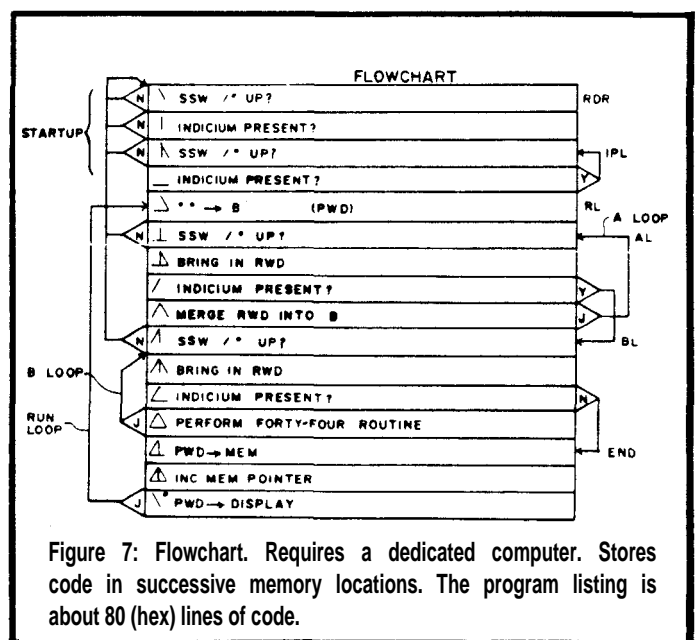 FLOWCHART
STARTUP
N SSW /° UP? RDR
N INDICIUM PRESENT?
N SSW /° UP? IPL
INDICIUM PRESENT? Y
°° → B (PWD) RL
A LOOP
N SSW /° UP? AL
BRING IN RWD
INDICIUM PRESENT? Y
MERGE RWD INTO B J
N SSW /° UP? BL
B LOOP
BRING IN RWD
INDICIUM PRESENT? N
RUN LOOP
J PERFORM FORTY-FOUR ROUTINE
PWD → MEM END
INC MEM POINTER
J PWD → DISPLAY
Figure 7: Flowchart. Requires a dedicated computer. Stores
code in successive memory locations. The program listing is
about 80 (hex) lines of code.